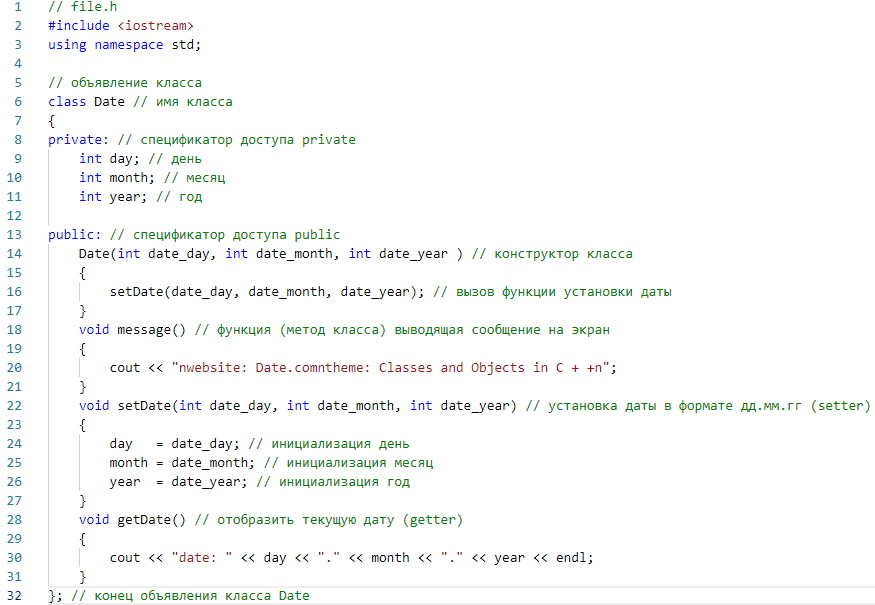 1 // file.h
2 #include <iostream>
3 using namespace std;
4
5 // объявление класса
6 class Date // имя класса
7 {
8 private: // спецификатор доступа private
9     int day; // день
10     int month; // месяц
11     int year; // год
12
13 public: // спецификатор доступа public
14     Date(int date_day, int date_month, int date_year ) // конструктор класса
15     {
16         setDate(date_day, date_month, date_year); // вызов функции установки даты
17     }
18     void message() // функция (метод класса) выводящая сообщение на экран
19     {
20         cout << "nwebsite: Date.comntheme: Classes and Objects in C + +n";
21     }
22     void setDate(int date_day, int date_month, int date_year) // установка даты в формате дд.мм.гг (setter)
23     {
24         day   = date_day; // инициализация день
25         month = date_month; // инициализация месяц
26         year  = date_year; // инициализация год
27     }
28     void getDate() // отобразить текущую дату (getter)
29     {
30         cout << "date: " << day << "." << month << "." << year << endl;
31     }
32 }; // конец объявления класса Date